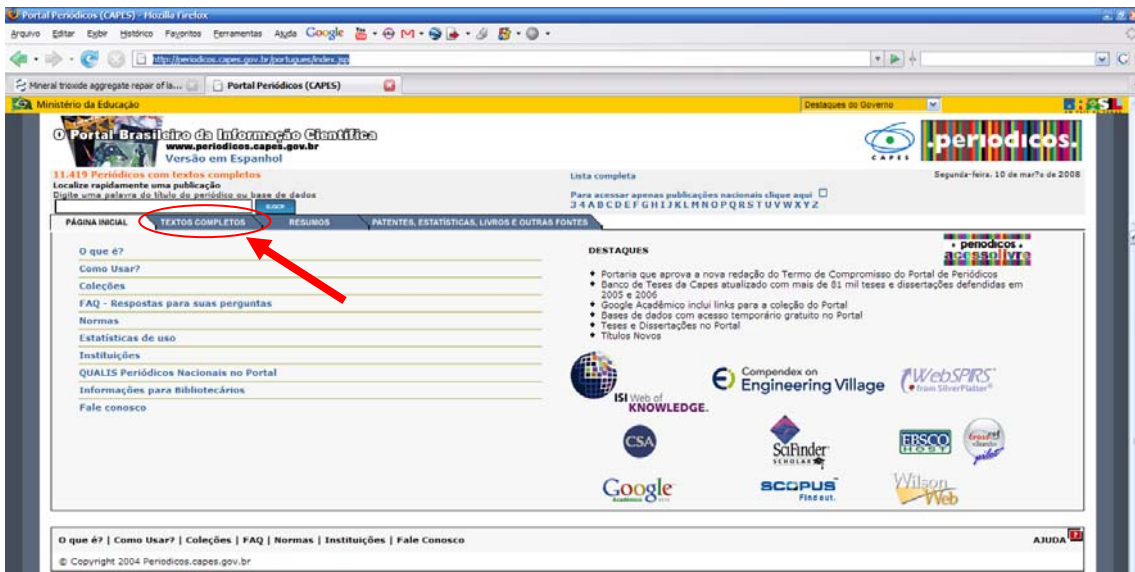 Portal Periódicos (CAPES) - Mozilla Firefox
Arquivo Editar Exibir Histórico Favoritos Ferramentas Ajuda Google
http://periodicos.capes.gov.br/portugues/index.jsp
Mineral trioxide aggregate repair of la... Portal Periódicos (CAPES)
Ministério da Educação Destaques do Governo BRASIL
O Portal Brasileiro da Informação Científica
www.periodicos.capes.gov.br
Versão em Espanhol
CAPES .periodicos.
11.419 Periódicos com textos completos Lista completa Segunda-feira, 10 de mar?o de 2008
Localize rapidamente uma publicação
Digite uma palavra do título do periódico ou base de dados Para acessar apenas publicações nacionais clique aqui
3 4 A B C D E F G H I J K L M N O P Q R S T U V W X Y Z
BUSCA
PÁGINA INICIAL TEXTOS COMPLETOS RESUMOS PATENTES, ESTATÍSTICAS, LIVROS E OUTRAS FONTES
O que é?
Como Usar?
Coleções
FAQ - Respostas para suas perguntas
Normas
Estatísticas de uso
Instituições
QUALIS Periódicos Nacionais no Portal
Informações para Bibliotecários
Fale conosco
DESTAQUES
. periodicos .
acessolivre
Portaria que aprova a nova redação do Termo de Compromisso do Portal de Periódicos
Banco de Teses da Capes atualizado com mais de 81 mil teses e dissertações defendidas em
2005 e 2006
Google Acadêmico inclui links para a coleção do Portal
Bases de dados com acesso temporário gratuito no Portal
Teses e Dissertações no Portal
Títulos Novos
ISI Web of
KNOWLEDGE.
Compendex on
Engineering Village
WebSPIRS
from SilverPlatter
CSA
SciFinder
SCHOLAR
EBSCO
HOST
crossref
search
pilot
Google
Acadêmico
SCOPUS
Find out.
Wilson
Web
O que é? | Como Usar? | Coleções | FAQ | Normas | Instituições | Fale Conosco AJUDA
© Copyright 2004 Periodicos.capes.gov.br